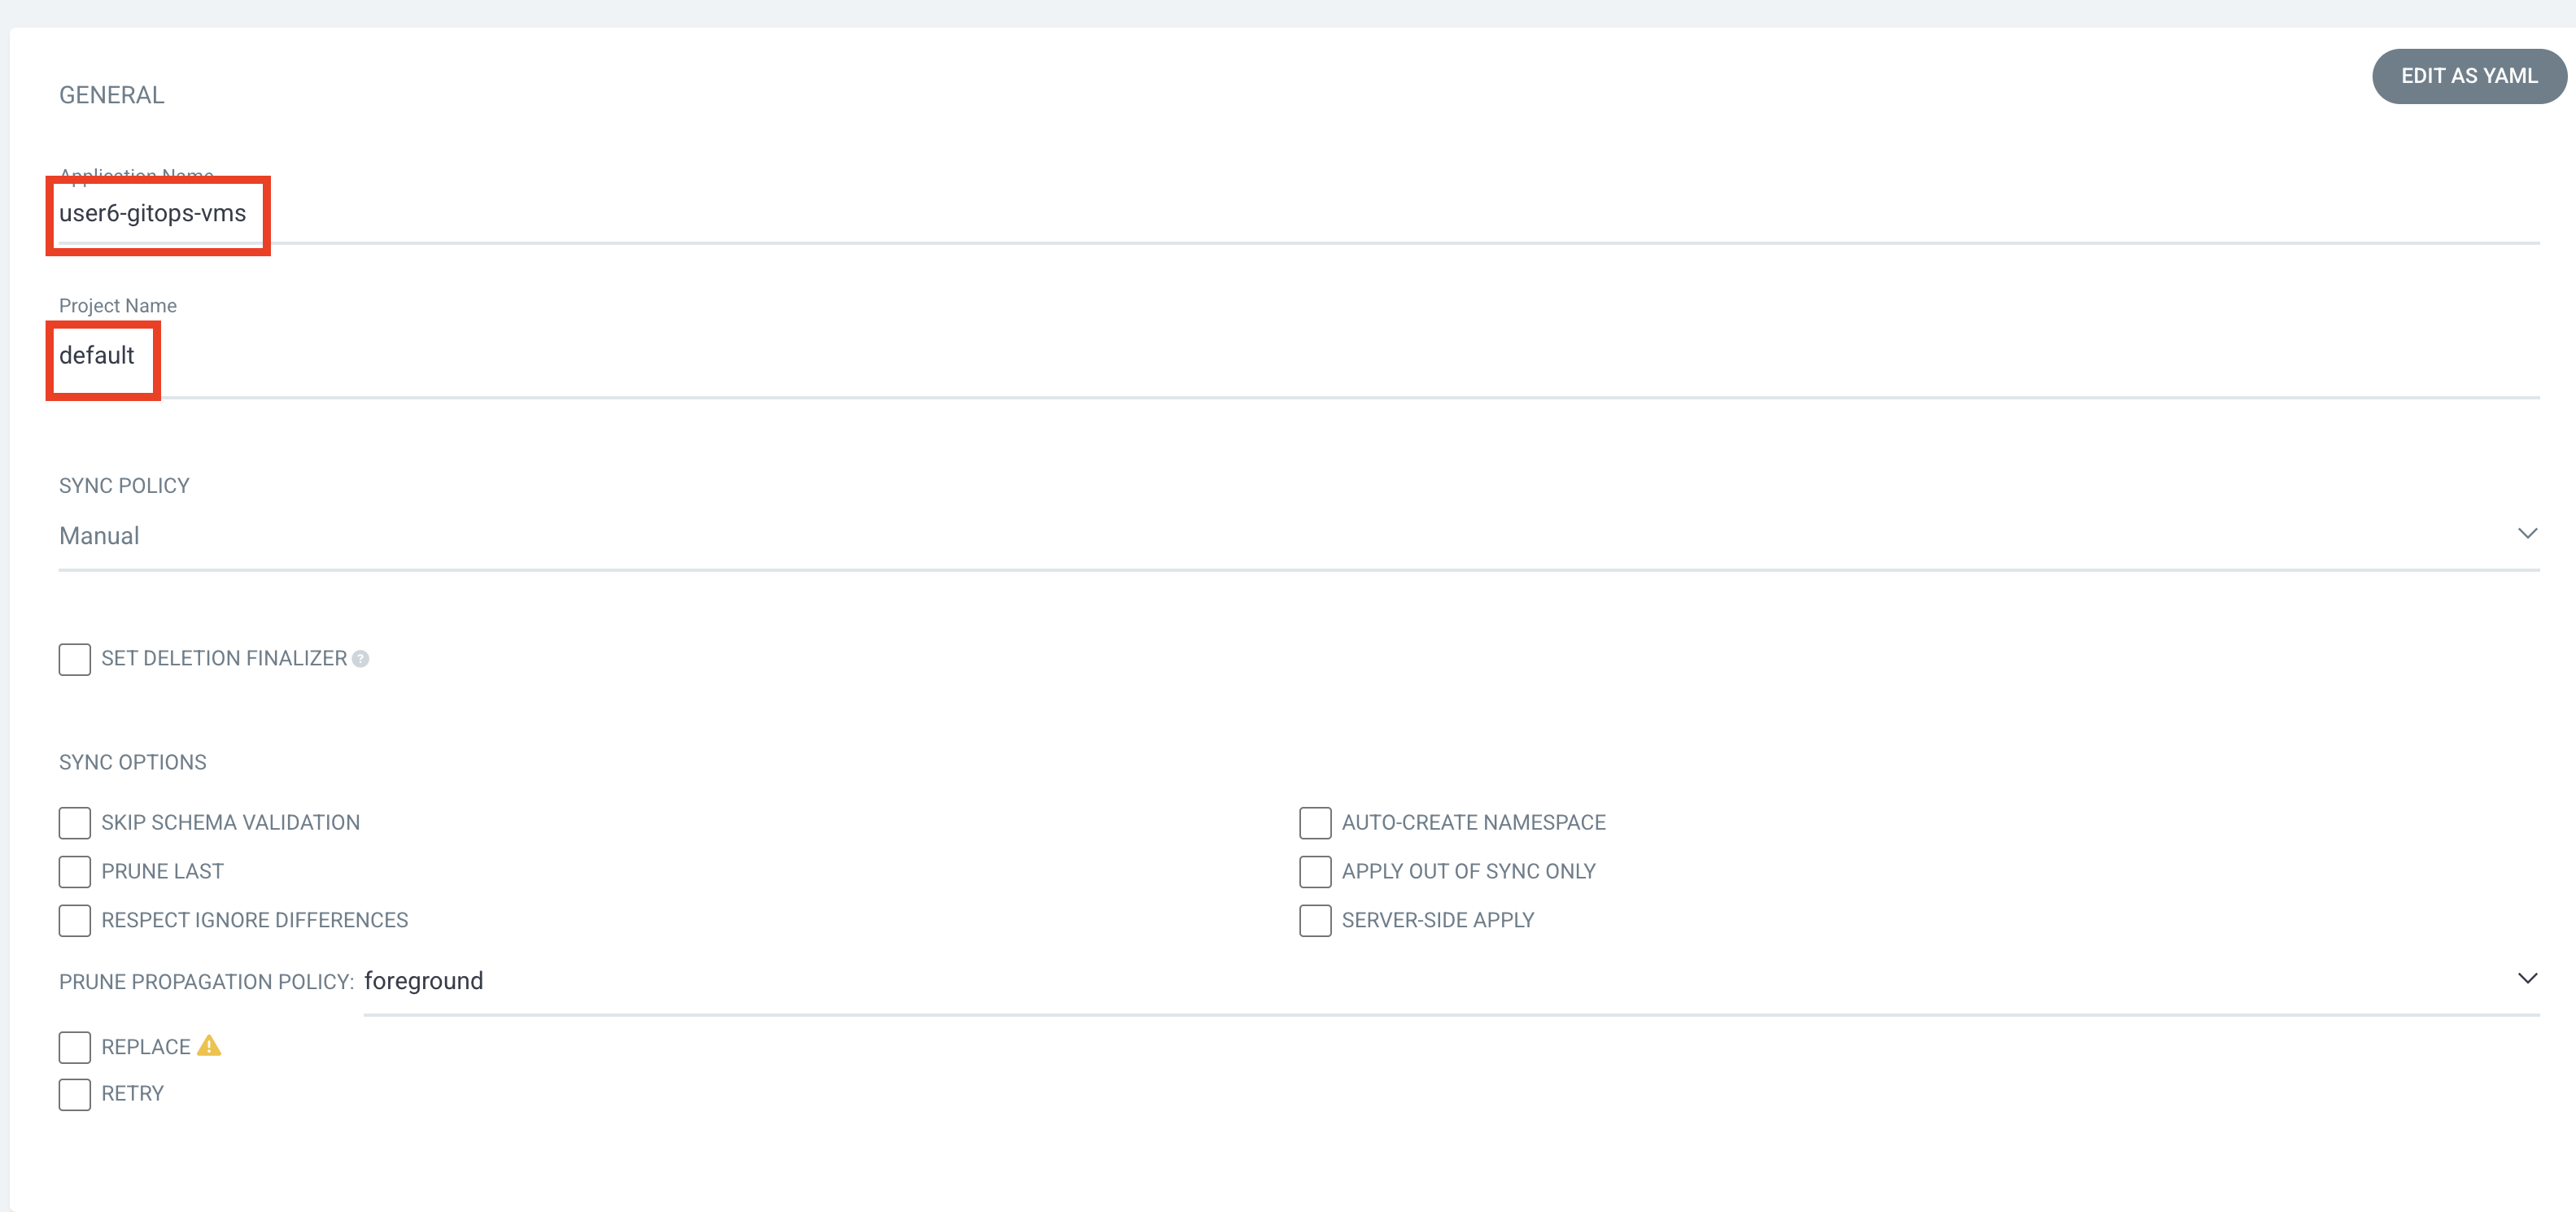 EDIT AS YAML
GENERAL
Application Name
user6-gitops-vms
Project Name
default
SYNC POLICY
Manual
SET DELETION FINALIZER ?
SYNC OPTIONS
SKIP SCHEMA VALIDATION
AUTO-CREATE NAMESPACE
PRUNE LAST
APPLY OUT OF SYNC ONLY
RESPECT IGNORE DIFFERENCES
SERVER-SIDE APPLY
PRUNE PROPAGATION POLICY: foreground
REPLACE
RETRY